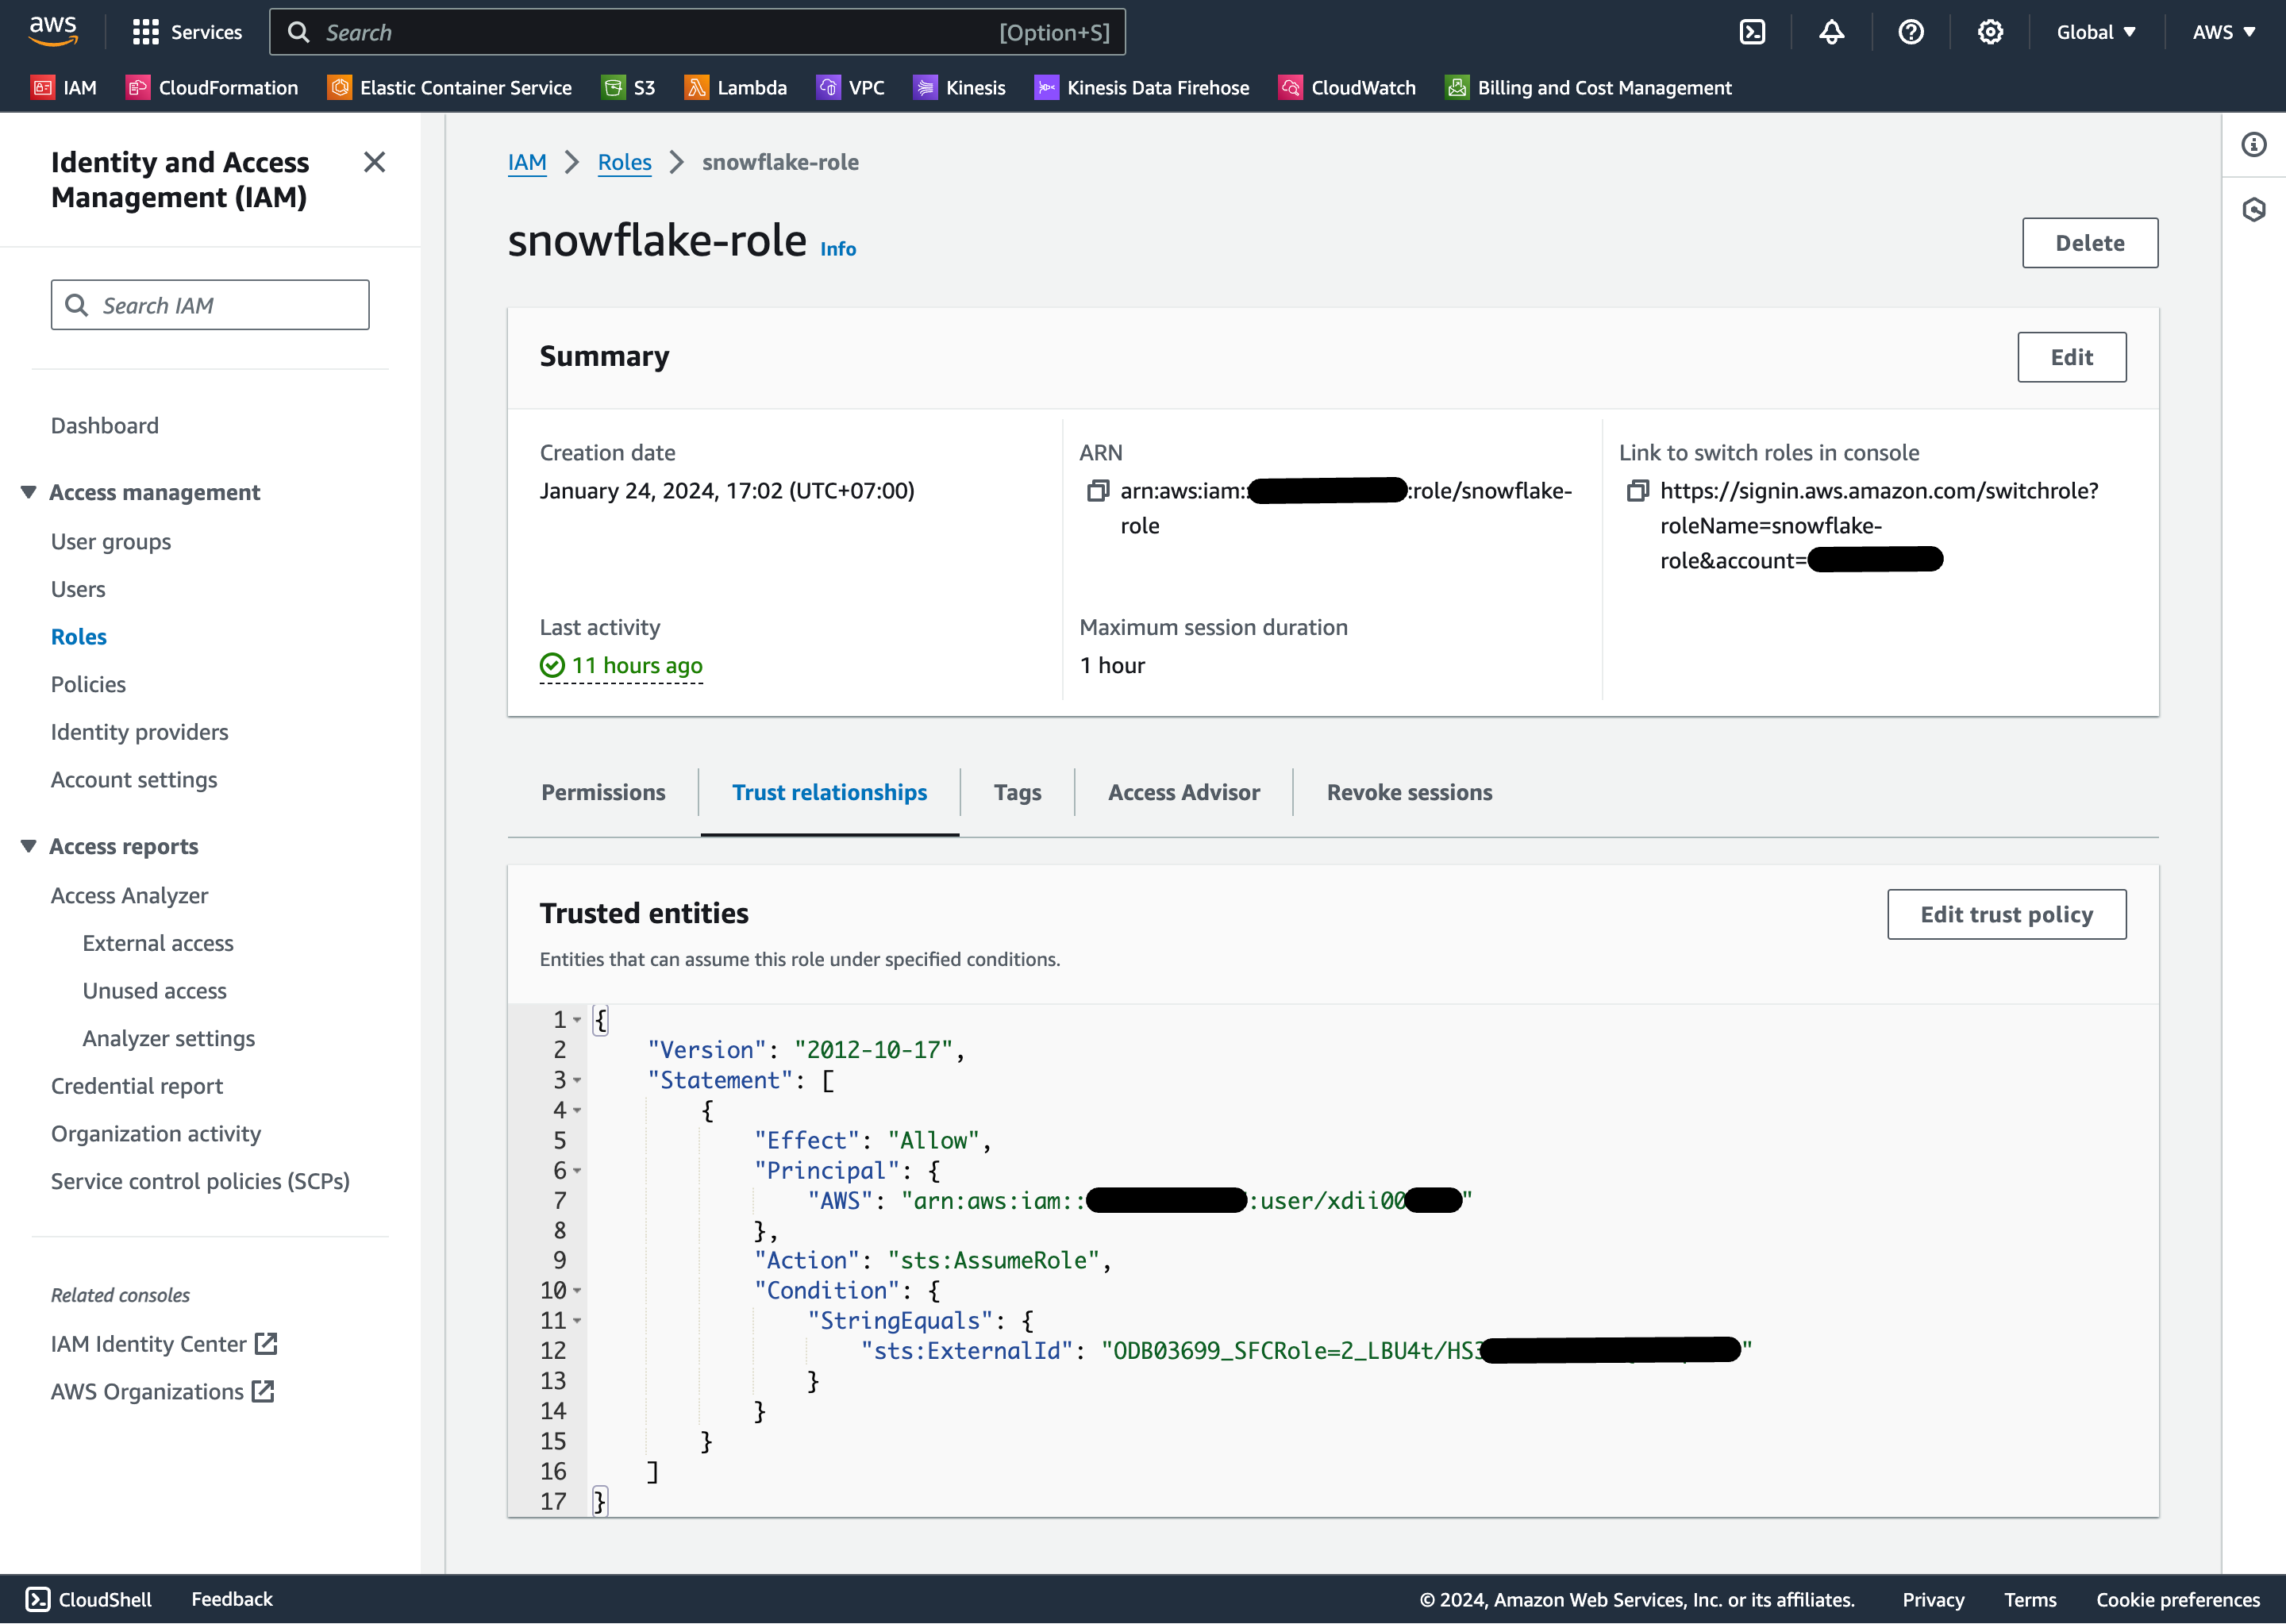 aws
Services
Search
[Option+S]
Global
AWS
IAM
CloudFormation
Elastic Container Service
S3
Lambda
VPC
Kinesis
Kinesis Data Firehose
CloudWatch
Billing and Cost Management
Identity and Access
Management (IAM)
Search IAM
Dashboard
Access management
User groups
Users
Roles
Policies
Identity providers
Account settings
Access reports
Access Analyzer
External access
Unused access
Analyzer settings
Credential report
Organization activity
Service control policies (SCPs)
Related consoles
IAM Identity Center
AWS Organizations
IAM > Roles > snowflake-role
snowflake-role Info
Delete
Summary
Edit
Creation date
January 24, 2024, 17:02 (UTC+07:00)
ARN
arn:aws:iam:: :role/snowflake-
role
Link to switch roles in console
https://signin.aws.amazon.com/switchrole?
roleName=snowflake-
role&account=
Last activity
11 hours ago
Maximum session duration
1 hour
Permissions
Trust relationships
Tags
Access Advisor
Revoke sessions
Trusted entities
Edit trust policy
Entities that can assume this role under specified conditions.
1 {
2 "Version": "2012-10-17",
3 "Statement": [
4 {
5 "Effect": "Allow",
6 "Principal": {
7 "AWS": "arn:aws:iam:: :user/xdii00 "
8 },
9 "Action": "sts:AssumeRole",
10 "Condition": {
11 "StringEquals": {
12 "sts:ExternalId": "ODB03699_SFCRole=2_LBU4t/HS3 "
13 }
14 }
15 }
16 ]
17 }
CloudShell
Feedback
© 2024, Amazon Web Services, Inc. or its affiliates.
Privacy
Terms
Cookie preferences